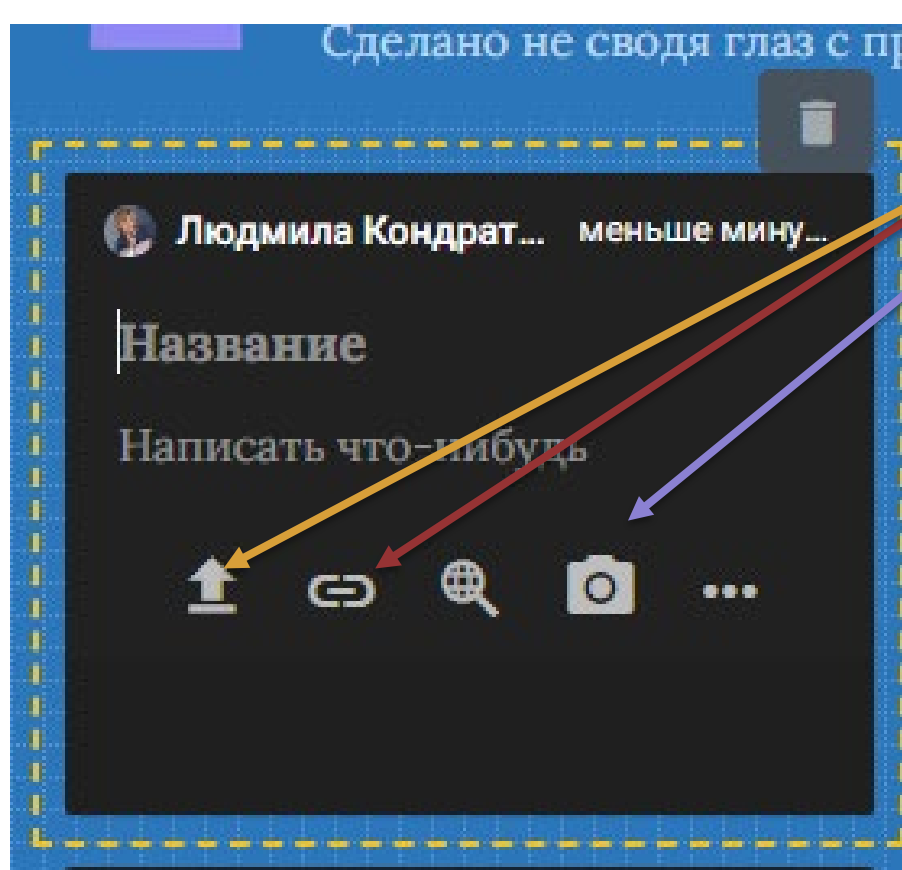 Сделано не сводя глаз с пр
Людмила Кондрат... меньше мину...
Название
Написать что-нибудь